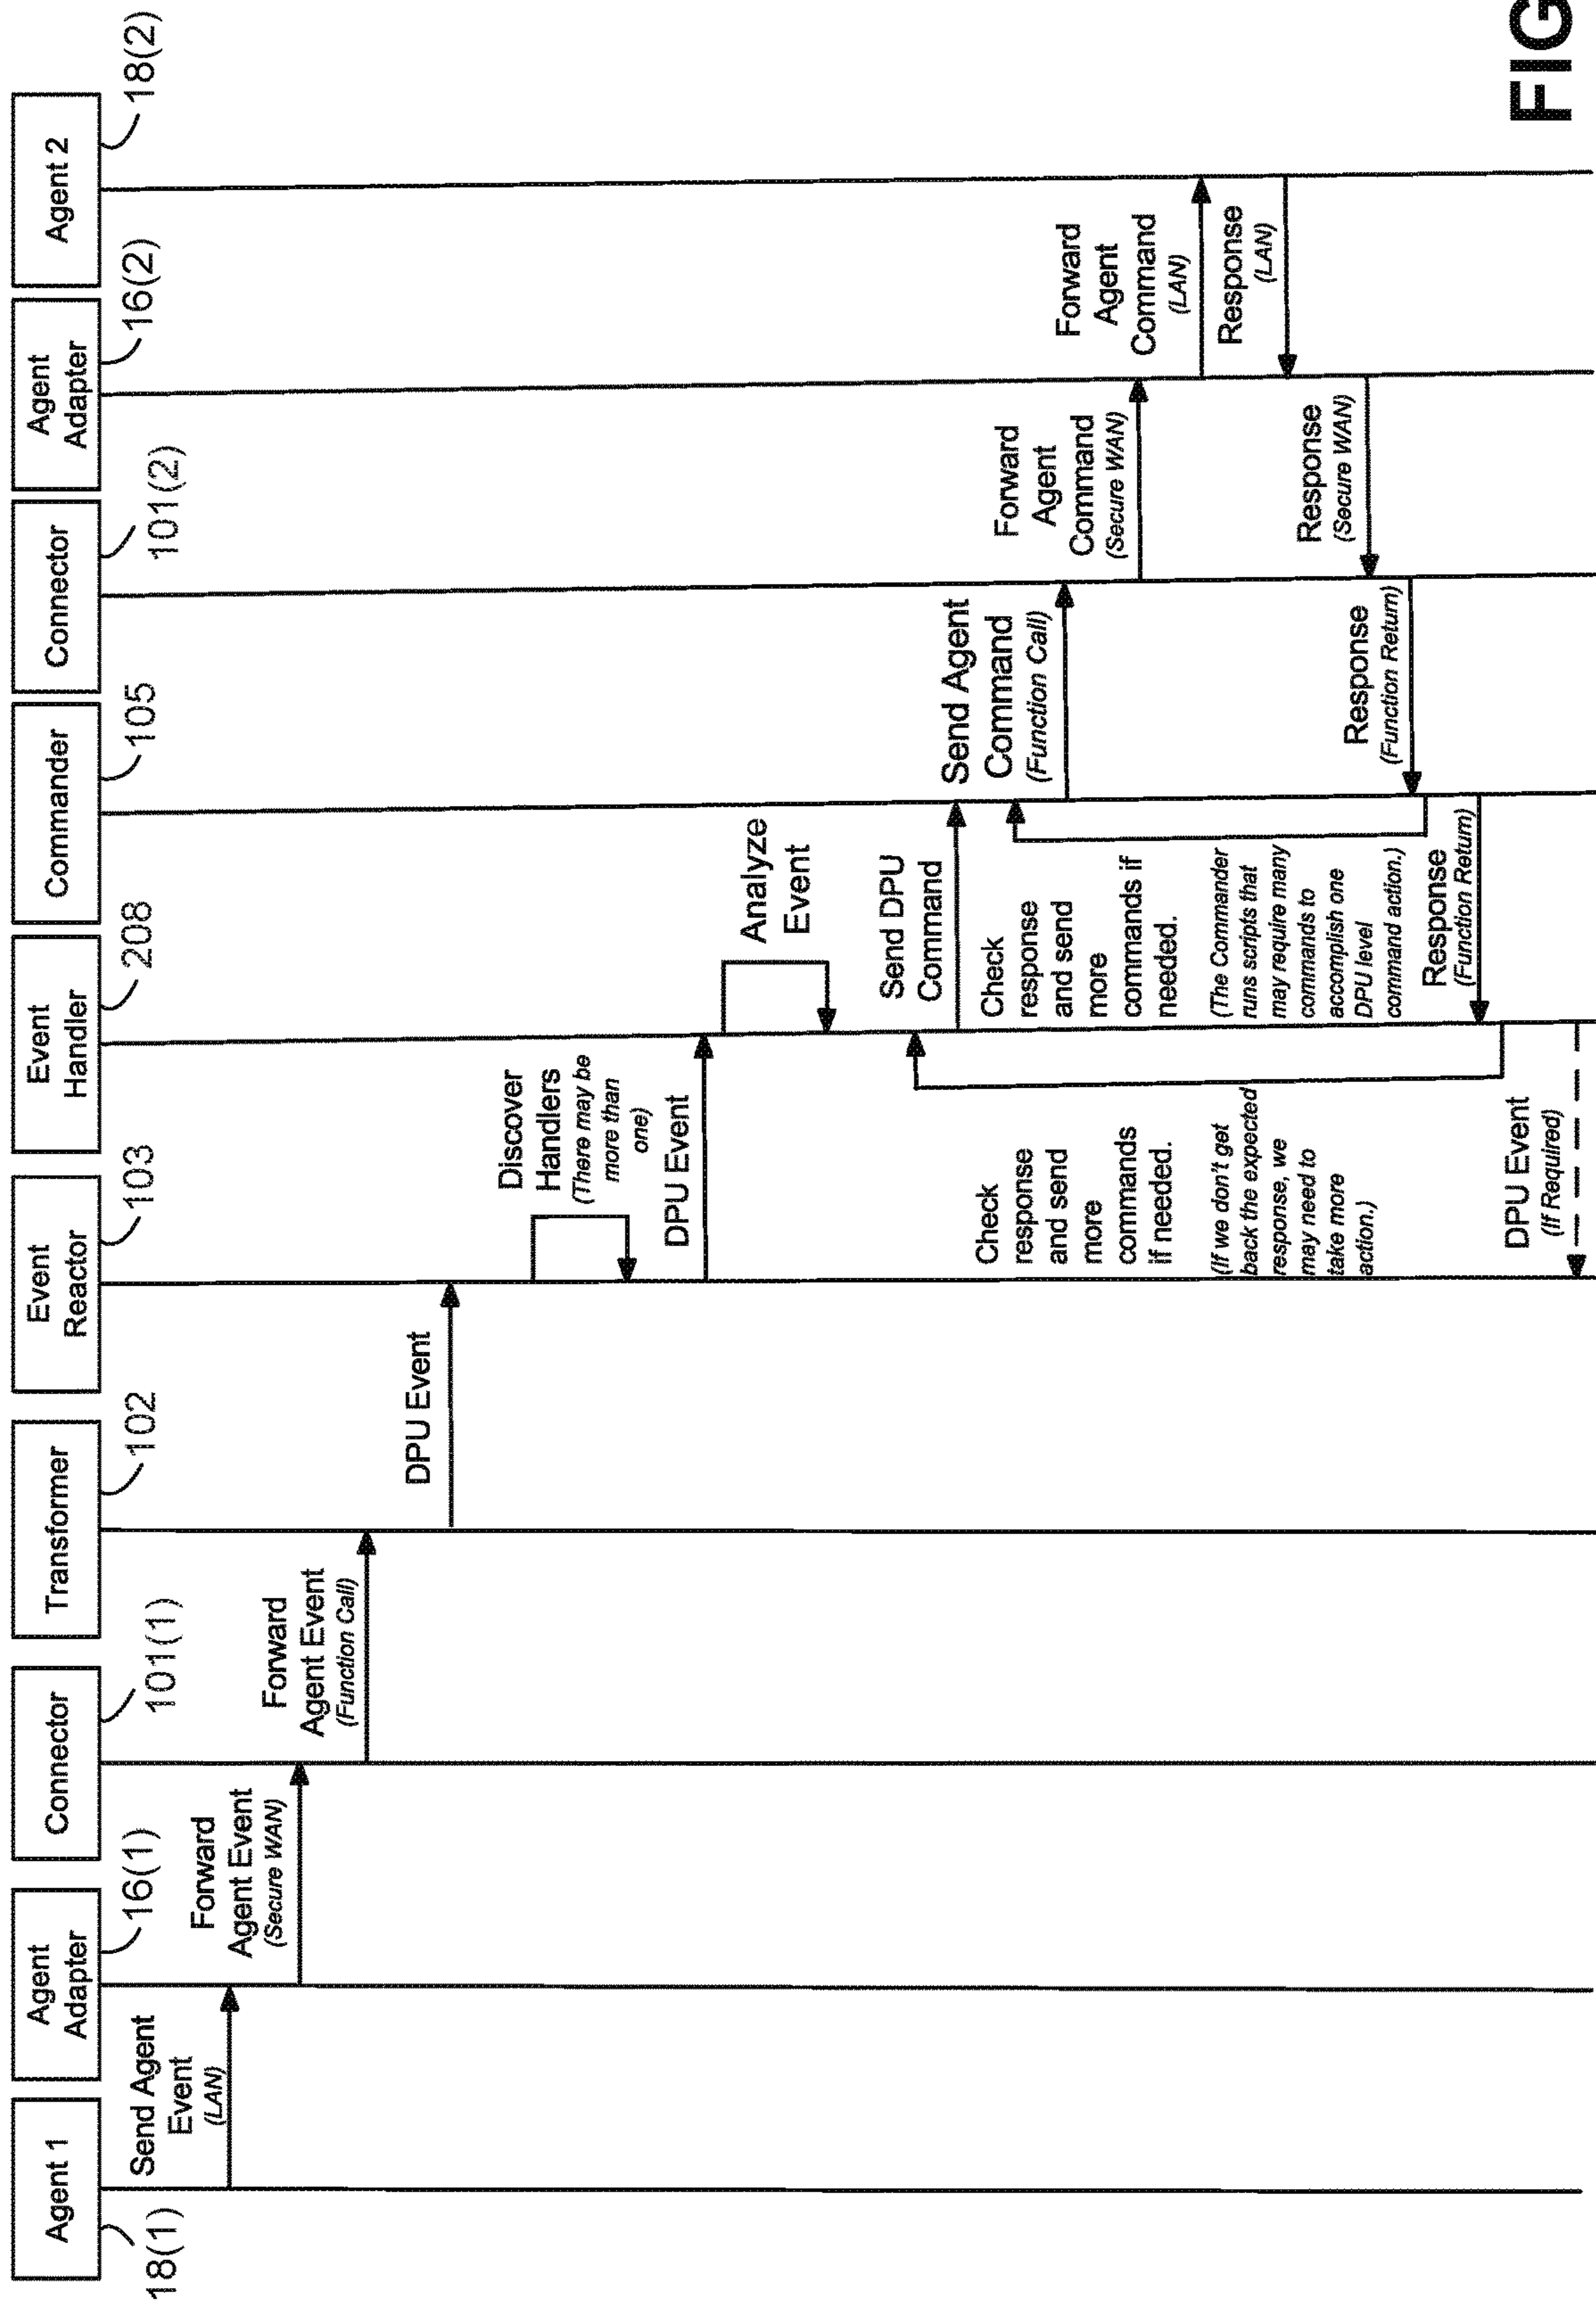 Agent 1
18(1)
Agent
Adapter
16(1)
Connector
101(1)
Transformer
102
Event
Reactor
103
Event
Handler
208
Commander
105
Connector
101(2)
Agent
Adapter
16(2)
Agent 2
18(2)
Send Agent
Event
(LAN)
Forward
Agent Event
(Secure WAN)
Forward
Agent Event
(Function Call)
DPU Event
Discover
Handlers
(There may be
more than
one)
DPU Event
Analyze
Event
Send DPU
Command
Send Agent
Command
(Function Call)
Forward
Agent
Command
(Secure WAN)
Forward
Agent
Command
(LAN)
Response
(LAN)
Response
(Secure WAN)
Response
(Function Return)
Check
response
and send
more
commands if
needed.
(The Commander
runs scripts that
may require many
commands to
accomplish one
DPU level
command action.)
Response
(Function Return)
Check
response
and send
more
commands
if needed.
(If we don't get
back the expected
response, we
may need to
take more
action.)
DPU Event
(If Required)
FIG